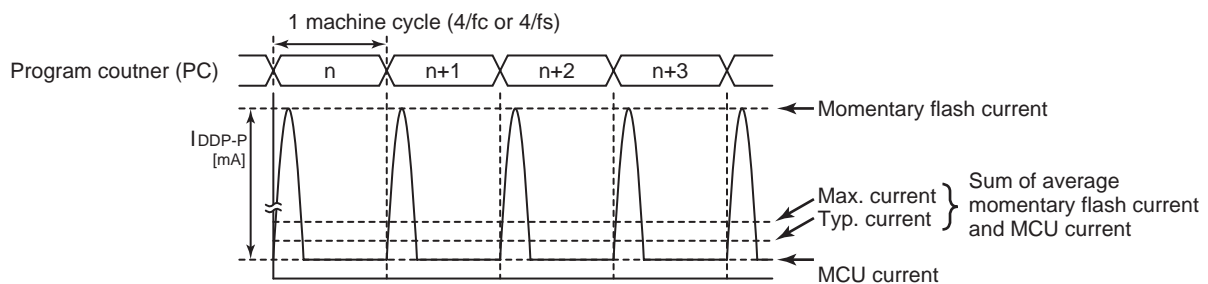 1 machine cycle (4/fc or 4/fs)
Program coutner (PC)
n
n+1
n+2
n+3
Momentary flash current
IDDP-P
[mA]
Max. current
Typ. current
Sum of average
momentary flash current
and MCU current
MCU current